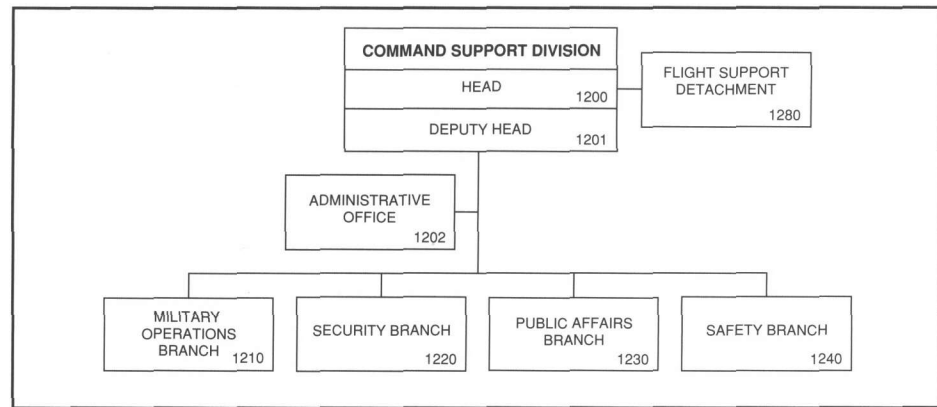 COMMAND SUPPORT DIVISION
HEAD
1200
DEPUTY HEAD
1201
FLIGHT SUPPORT
DETACHMENT
1280
ADMINISTRATIVE
OFFICE
1202
MILITARY
OPERATIONS
BRANCH
1210
SECURITY BRANCH
1220
PUBLIC AFFAIRS
BRANCH
1230
SAFETY BRANCH
1240